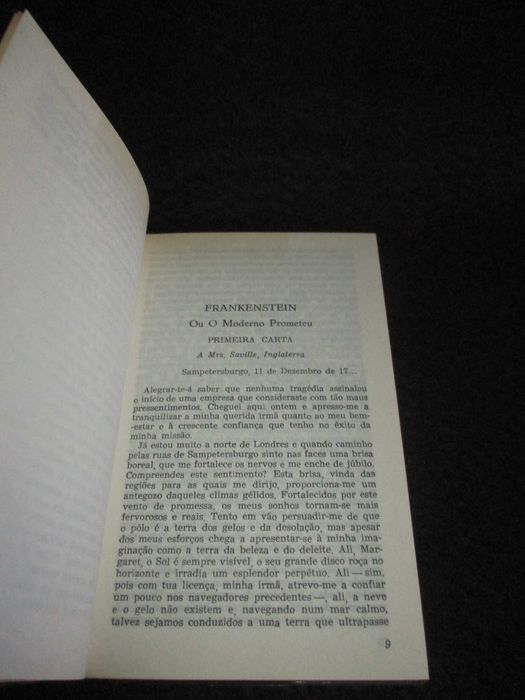 FRANKENSTEIN
Ou O Moderno Prometeu
PRIMEIRA CARTA
A Mrs. Saville, Inglaterra
Sampetersburgo, 11 de Dezembro de 17...
Alegrar-te-á saber que nenhuma tragédia assinalou
o início de uma empresa que consideraste com tão maus
pressentimentos. Cheguei aqui ontem e apresso-me a
tranquilizar a minha querida irmã quanto ao meu bem-
-estar e à crescente confiança que tenho no êxito da
minha missão.
Já estou muito a norte de Londres e quando caminho
pelas ruas de Sampetersburgo sinto nas faces uma brisa
boreal, que me fortalece os nervos e me enche de júbilo.
Compreendes este sentimento? Esta brisa, vinda das
regiões para as quais me dirijo, proporciona-me um
antegozo daqueles climas gélidos. Fortalecidos por este
vento de promessa, os meus sonhos tornam-se mais
fervorosos e reais. Tento em vão persuadir-me de que
o pólo é a terra dos gelos e da desolação, mas apesar
dos meus esforços chega a apresentar-se à minha ima-
ginação como a terra da beleza e do deleite. Ali, Mar-
garet, o Sol é sempre visível, o seu grande disco roça no
horizonte e irradia um esplendor perpétuo. Ali — sim,
pois com tua licença, minha irmã, atrevo-me a confiar
um pouco nos navegadores precedentes —, ali, a neve
e o gelo não existem e, navegando num mar calmo,
talvez sejamos conduzidos a uma terra que ultrapasse
9